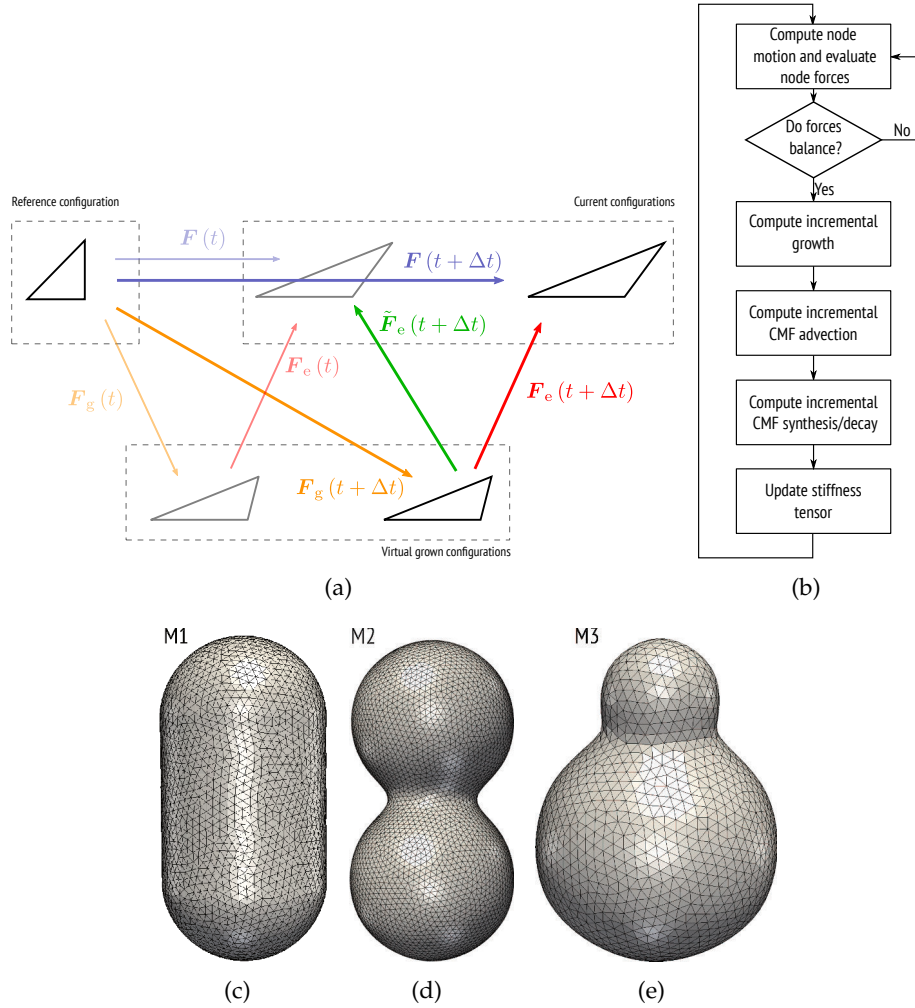 Reference configuration
Current configurations
F (t)
F (t + Δt)
F̃e (t + Δt)
Fe (t)
Fg (t)
Fe (t + Δt)
Fg (t + Δt)
Virtual grown configurations
(a)
Compute node
motion and evaluate
node forces
Do forces
balance?
No
Yes
Compute incremental
growth
Compute incremental
CMF advection
Compute incremental
CMF synthesis/decay
Update stiffness
tensor
(b)
M1
M2
M3
(c)
(d)
(e)